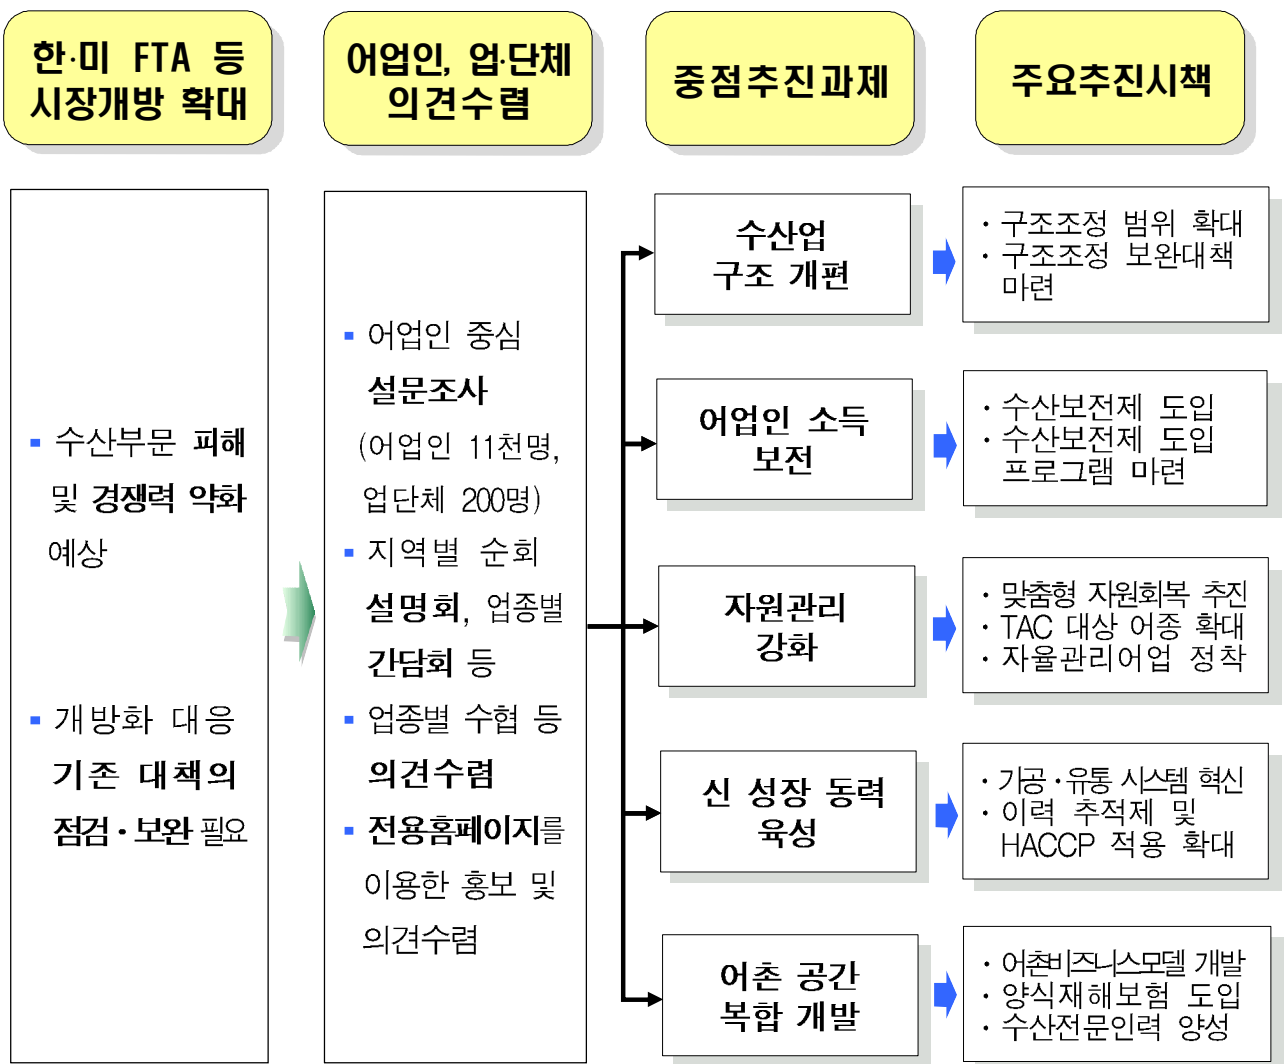 한·미 FTA 등
시장개방 확대
어업인, 업·단체
의견수렴
중점추진과제
주요추진시책
▪ 수산부문 피해
및 경쟁력 약화
예상
▪ 개방화 대응
기존 대책의
점검·보완 필요
▪ 어업인 중심
설문조사
(어업인 11천명,
업단체 200명)
▪ 지역별 순회
설명회, 업종별
간담회 등
▪ 업종별 수협 등
의견수렴
▪ 전용홈페이지를
이용한 홍보 및
의견수렴
수산업
구조 개편
· 구조조정 범위 확대
· 구조조정 보완대책
마련
어업인 소득
보전
· 수산보전제 도입
· 수산보전제 도입
프로그램 마련
자원관리
강화
· 맞춤형 자원회복 추진
· TAC 대상 어종 확대
· 자율관리어업 정착
신 성장 동력
육성
· 가공·유통 시스템 혁신
· 이력 추적제 및
HACCP 적용 확대
어촌 공간
복합 개발
· 어촌비즈니스모델 개발
· 양식재해보험 도입
· 수산전문인력 양성